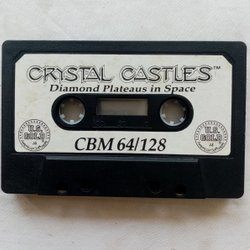 CRYSTAL CASTLES™
Diamond Plateaus in Space
U.S. GOLD
U.S. GOLD
CBM 64/128